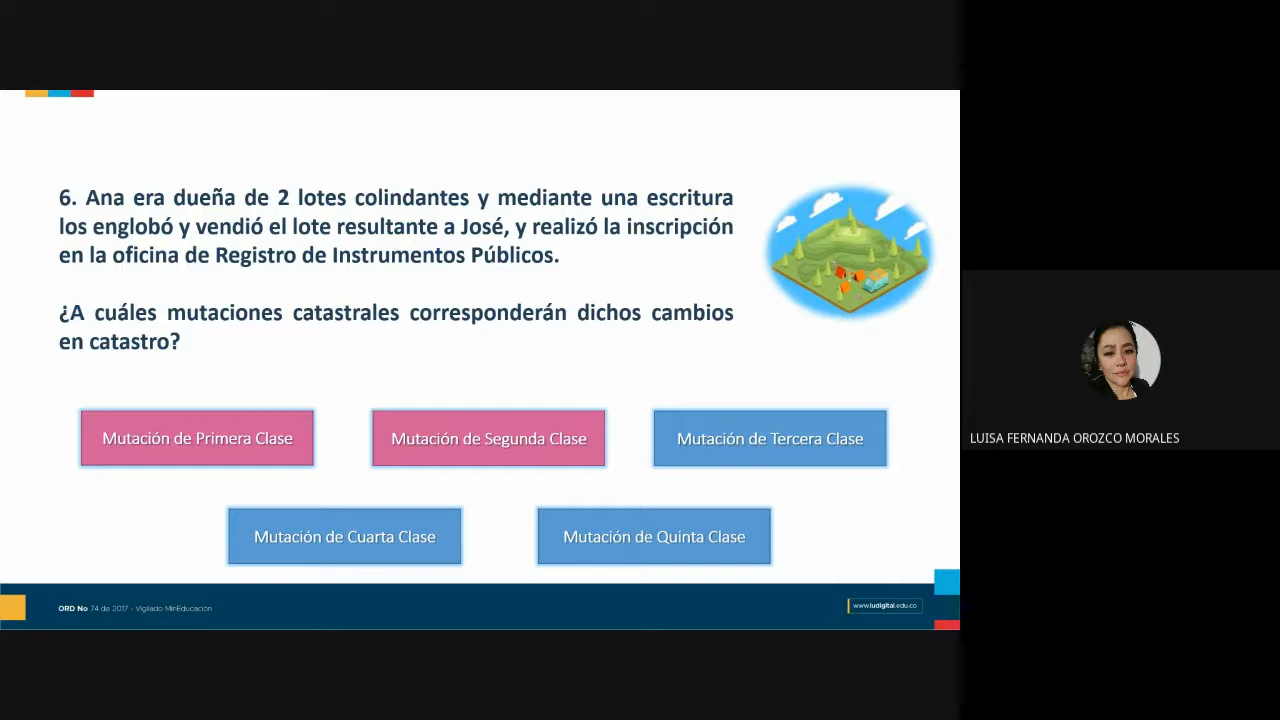 6. Ana era dueña de 2 lotes colindantes y mediante una escritura
los englobó y vendió el lote resultante a José, y realizó la inscripción
en la oficina de Registro de Instrumentos Públicos.
¿A cuáles mutaciones catastrales corresponderán dichos cambios
en catastro?
Mutación de Primera Clase
Mutación de Segunda Clase
Mutación de Tercera Clase
Mutación de Cuarta Clase
Mutación de Quinta Clase
LUISA FERNANDA OROZCO MORALES
ORD No 74 de 2017 - Vigilado MinEducación
www.iudigital.edu.co